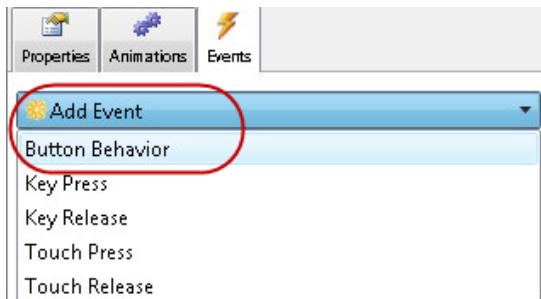 Properties Animations Events
Add Event
Button Behavior
Key Press
Key Release
Touch Press
Touch Release